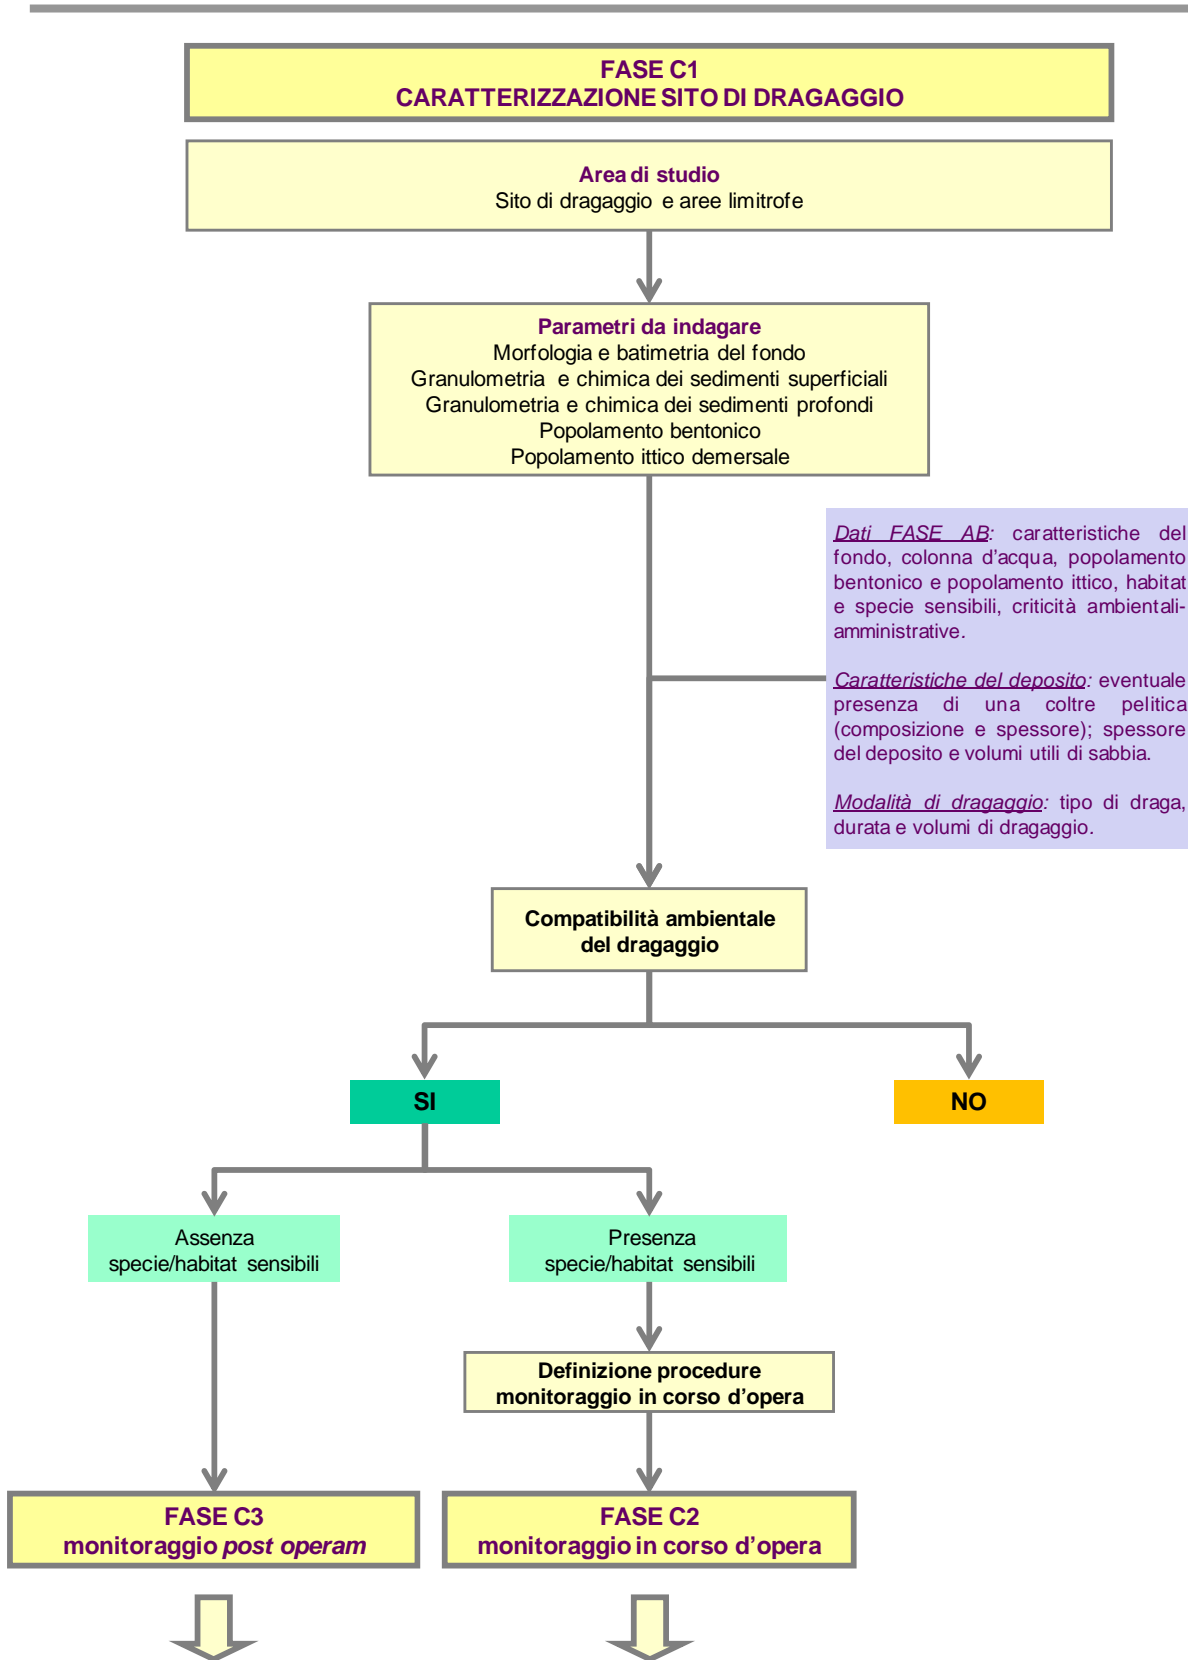 FASE C1
CARATTERIZZAZIONE SITO DI DRAGAGGIO
Area di studio
Sito di dragaggio e aree limitrofe
Parametri da indagare
Morfologia e batimetria del fondo
Granulometria e chimica dei sedimenti superficiali
Granulometria e chimica dei sedimenti profondi
Popolamento bentonico
Popolamento ittico demersale
Dati FASE AB: caratteristiche del
fondo, colonna d'acqua, popolamento
bentonico e popolamento ittico, habitat
e specie sensibili, criticità ambientali-
amministrative.
Caratteristiche del deposito: eventuale
presenza di una coltre pelitica
(composizione e spessore); spessore
del deposito e volumi utili di sabbia.
Modalità di dragaggio: tipo di draga,
durata e volumi di dragaggio.
Compatibilità ambientale
del dragaggio
SI
NO
Assenza
specie/habitat sensibili
Presenza
specie/habitat sensibili
Definizione procedure
monitoraggio in corso d'opera
FASE C3
monitoraggio post operam
FASE C2
monitoraggio in corso d'opera